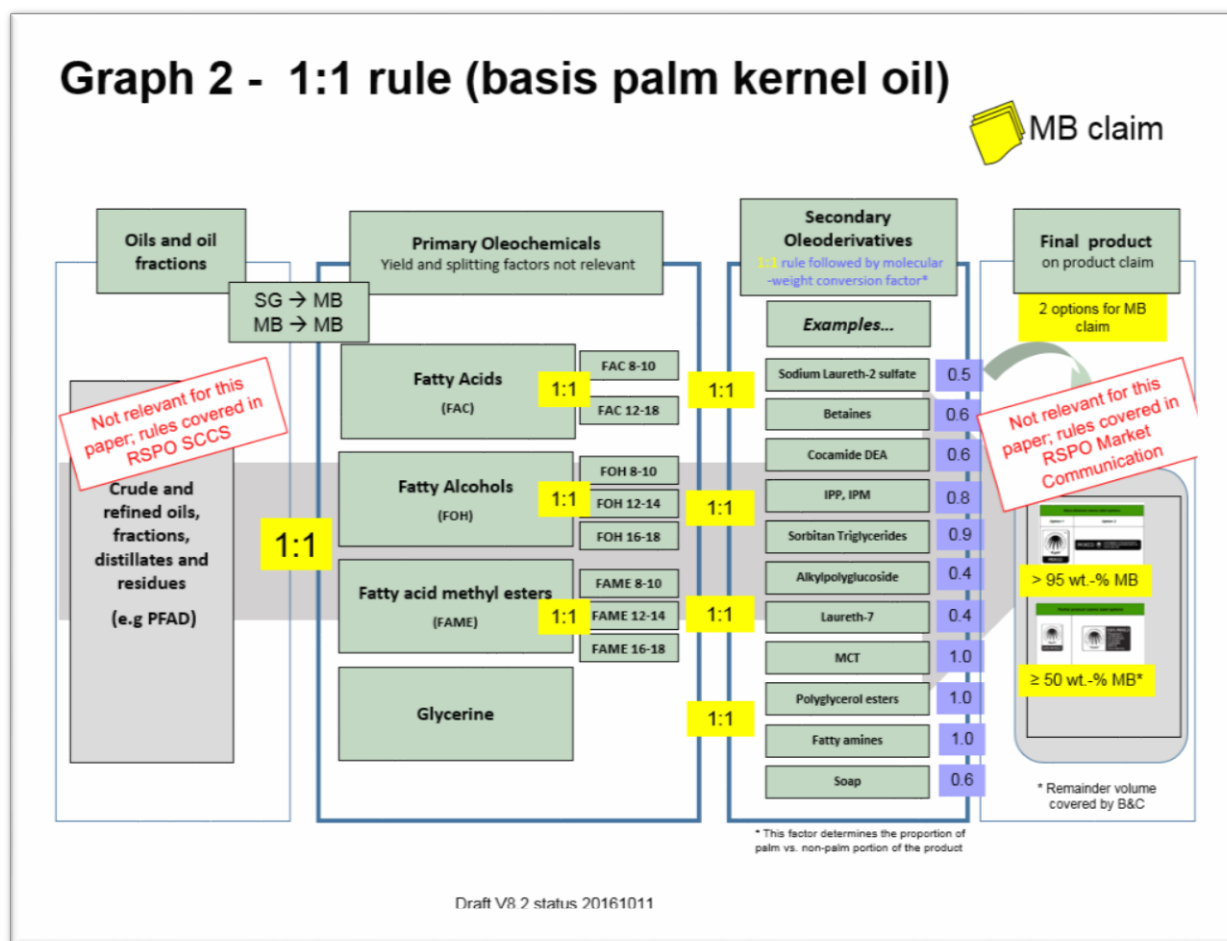 Graph 2 - 1:1 rule (basis palm kernel oil)
MB claim
Oils and oil
fractions
SG → MB
MB → MB
Not relevant for this
paper; rules covered in
RSPO SCCS
Crude and
refined oils,
fractions,
distillates and
residues
(e.g PFAD)
1:1
Primary Oleochemicals
Yield and splitting factors not relevant
Fatty Acids
(FAC)
1:1
FAC 8-10
FAC 12-18
Fatty Alcohols
(FOH)
1:1
FOH 8-10
FOH 12-14
FOH 16-18
Fatty acid methyl esters
(FAME)
1:1
FAME 8-10
FAME 12-14
FAME 16-18
Glycerine
1:1
1:1
1:1
1:1
Secondary
Oleoderivatives
1:1 rule followed by molecular
-weight conversion factor*
Examples...
Sodium Laureth-2 sulfate 0.5
Betaines 0.6
Cocamide DEA 0.6
IPP, IPM 0.8
Sorbitan Triglycerides 0.9
Alkylpolyglucoside 0.4
Laureth-7 0.4
MCT 1.0
Polyglycerol esters 1.0
Fatty amines 1.0
Soap 0.6
* This factor determines the proportion of
palm vs. non-palm portion of the product
Final product
on product claim
2 options for MB
claim
Not relevant for this
paper; rules covered in
RSPO Market
Communication
> 95 wt.-% MB
≥ 50 wt.-% MB*
* Remainder volume
covered by B&C
Draft V8.2 status 20161011